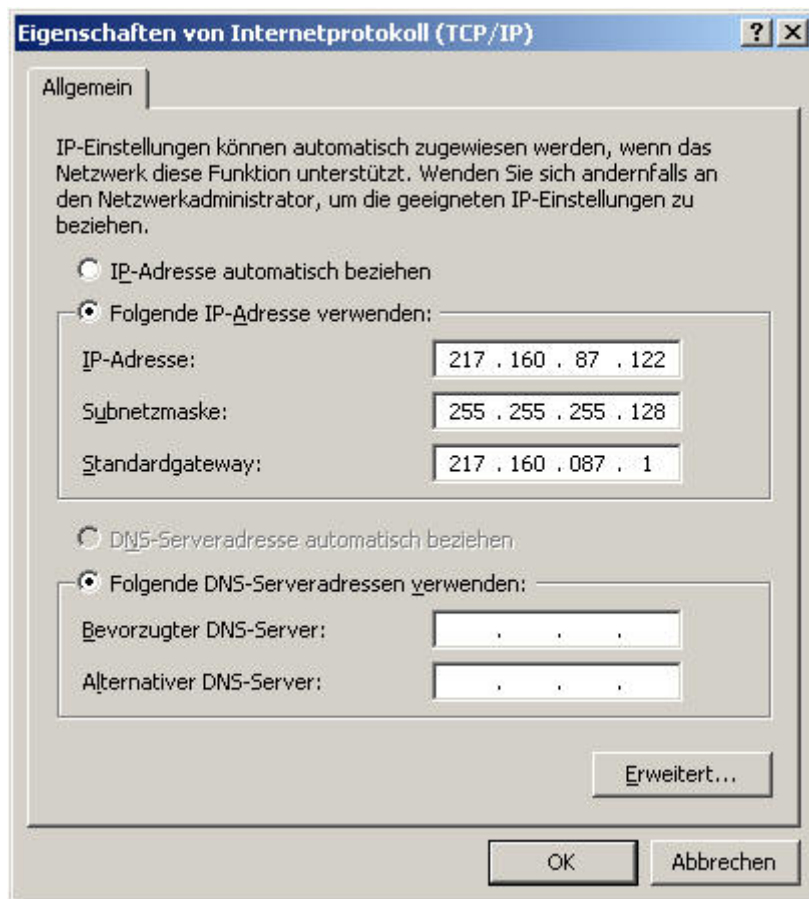 Eigenschaften von Internetprotokoll (TCP/IP)
Allgemein
IP-Einstellungen können automatisch zugewiesen werden, wenn das
Netzwerk diese Funktion unterstützt. Wenden Sie sich andernfalls an
den Netzwerkadministrator, um die geeigneten IP-Einstellungen zu
beziehen.
IP-Adresse automatisch beziehen
Folgende IP-Adresse verwenden:
IP-Adresse: 217 . 160 . 87 . 122
Subnetzmaske: 255 . 255 . 255 . 128
Standardgateway: 217 . 160 . 087 . 1
DNS-Serveradresse automatisch beziehen
Folgende DNS-Serveradressen verwenden:
Bevorzugter DNS-Server: . . .
Alternativer DNS-Server: . . .
Erweitert...
OK Abbrechen